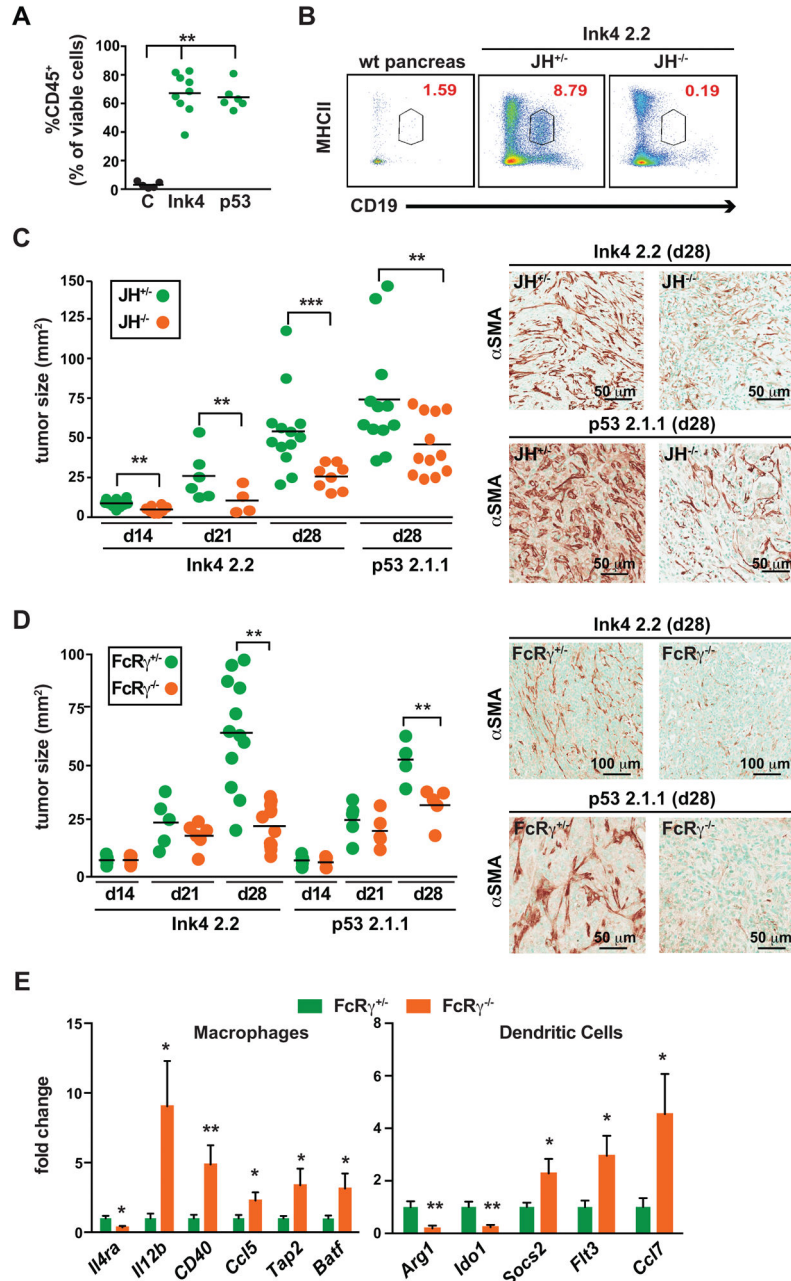 A
**
%CD45+
(% of viable cells)
100
80
60
40
20
0
C Ink4 p53
B
Ink4 2.2
wt pancreas JH+/- JH-/-
1.59 8.79 0.19
MHCII
CD19
C
tumor size (mm²)
150
125
100
75
50
25
0
JH+/-
JH-/-
** ** *** **
d14 d21 d28 d28
Ink4 2.2 p53 2.1.1
Ink4 2.2 (d28)
αSMA
JH+/- JH-/-
50 μm 50 μm
p53 2.1.1 (d28)
αSMA
JH+/- JH-/-
50 μm 50 μm
D
tumor size (mm²)
100
75
50
25
0
FcRγ+/-
FcRγ-/-
** **
d14 d21 d28 d14 d21 d28
Ink4 2.2 p53 2.1.1
Ink4 2.2 (d28)
αSMA
FcRγ+/- FcRγ-/-
100 μm 100 μm
p53 2.1.1 (d28)
αSMA
FcRγ+/- FcRγ-/-
50 μm 50 μm
E
FcRγ+/- FcRγ-/-
Macrophages
fold change
15
10
5
0
* * ** * * *
Il4ra Il12b CD40 Ccl5 Tap2 Batf
Dendritic Cells
8
6
4
2
0
** ** * * *
Arg1 Ido1 Socs2 Flt3 Ccl7